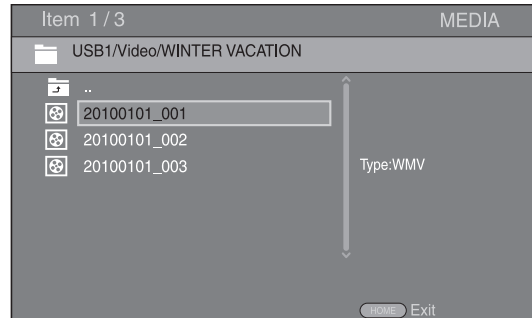 Item 1 / 3 MEDIA
USB1/Video/WINTER VACATION
..
20100101_001
20100101_002
20100101_003
Type:WMV
HOME Exit